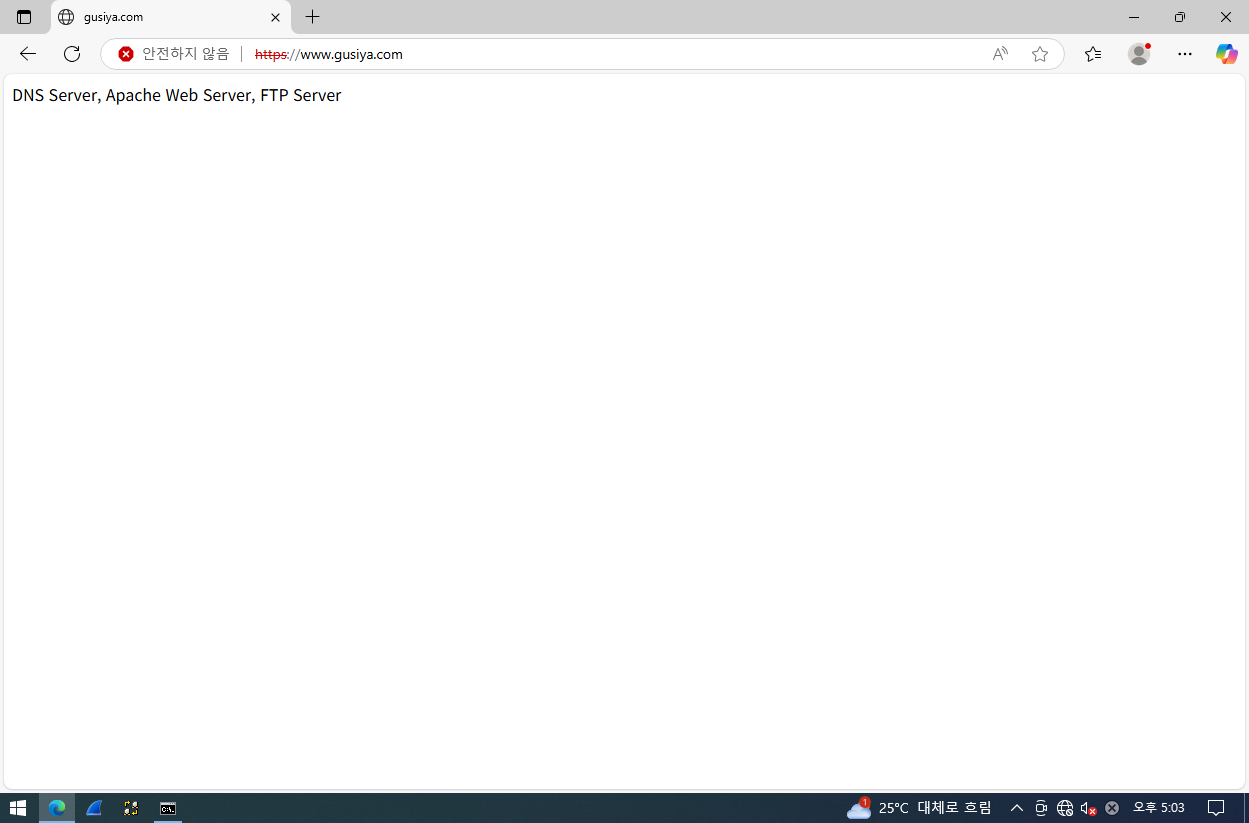 gusiya.com
안전하지 않음 https://www.gusiya.com
DNS Server, Apache Web Server, FTP Server
C:\.
1
25°C 대체로 흐림
오후 5:03